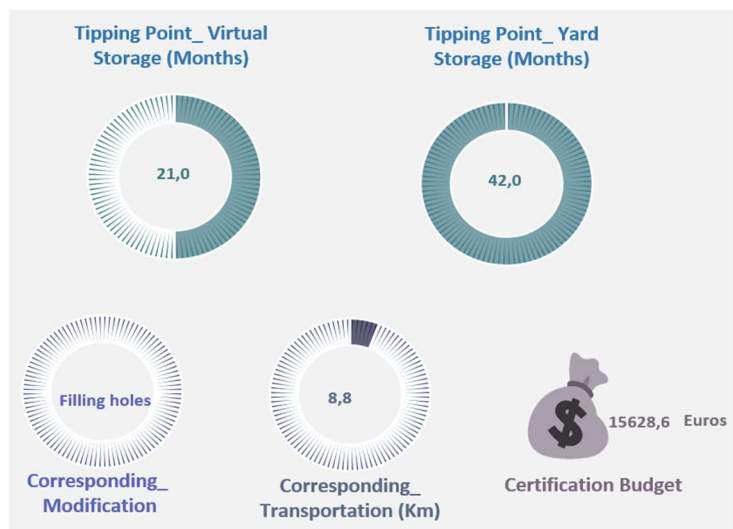 Tipping Point_ Virtual
Storage (Months)
Tipping Point_ Yard
Storage (Months)
21,0
42,0
Filling holes
8,8
$
15628,6 Euros
Corresponding_
Modification
Corresponding_
Transportation (Km)
Certification Budget